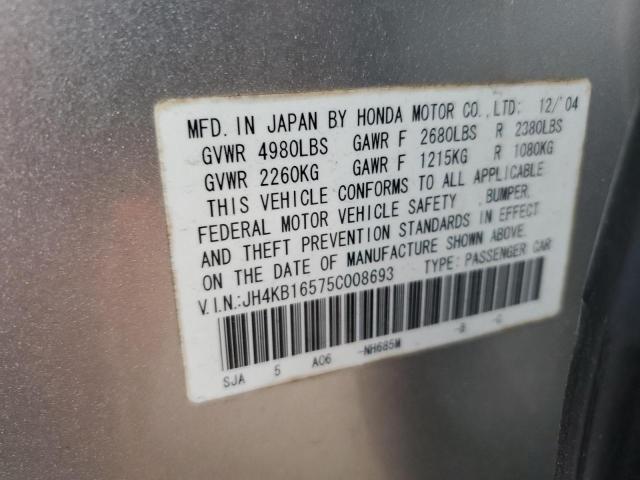 MFD. IN JAPAN BY HONDA MOTOR CO.,LTD: 12/'04
GVWR 4980LBS GAWR F 2680LBS R 2380LBS
GVWR 2260KG GAWR F 1215KG R 1080KG
THIS VEHICLE CONFORMS TO ALL APPLICABLE
FEDERAL MOTOR VEHICLE SAFETY ,BUMPER,
AND THEFT PREVENTION STANDARDS IN EFFECT
ON THE DATE OF MANUFACTURE SHOWN ABOVE.
V.I.N.:JH4KB16575C008693 TYPE: PASSENGER CAR
SJA 5 A06 -NH685M -B -C